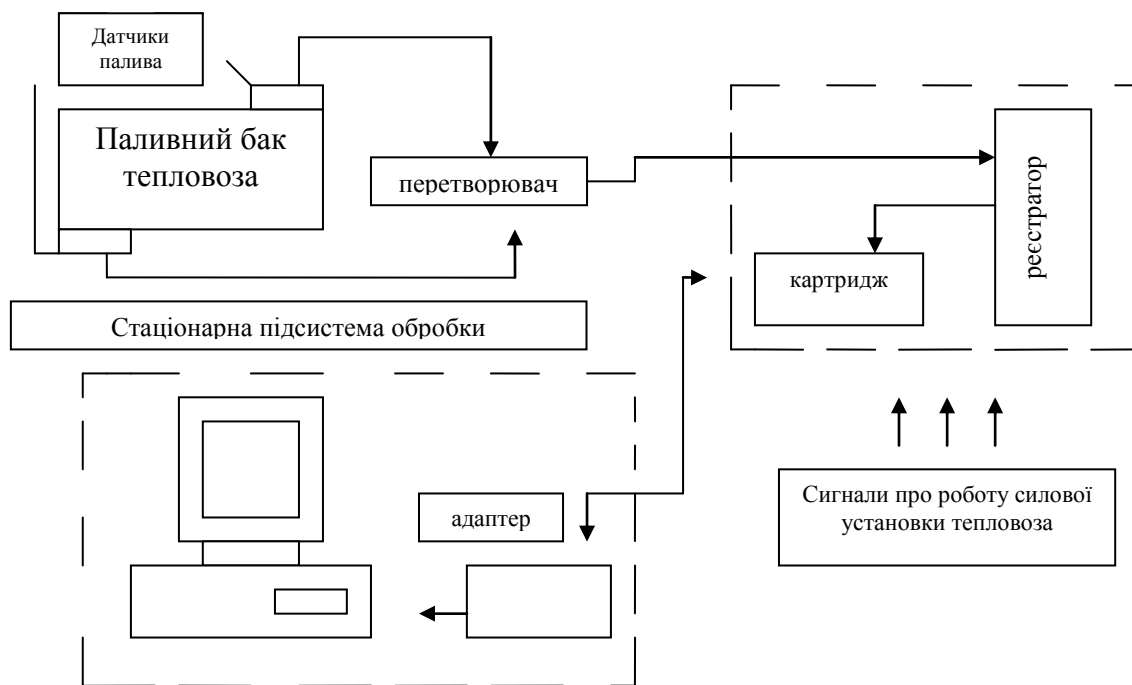 Датчики
палива
Паливний бак
тепловоза
перетворювач
реєстратор
картридж
Стаціонарна підсистема обробки
адаптер
Сигнали про роботу силової
установки тепловоза